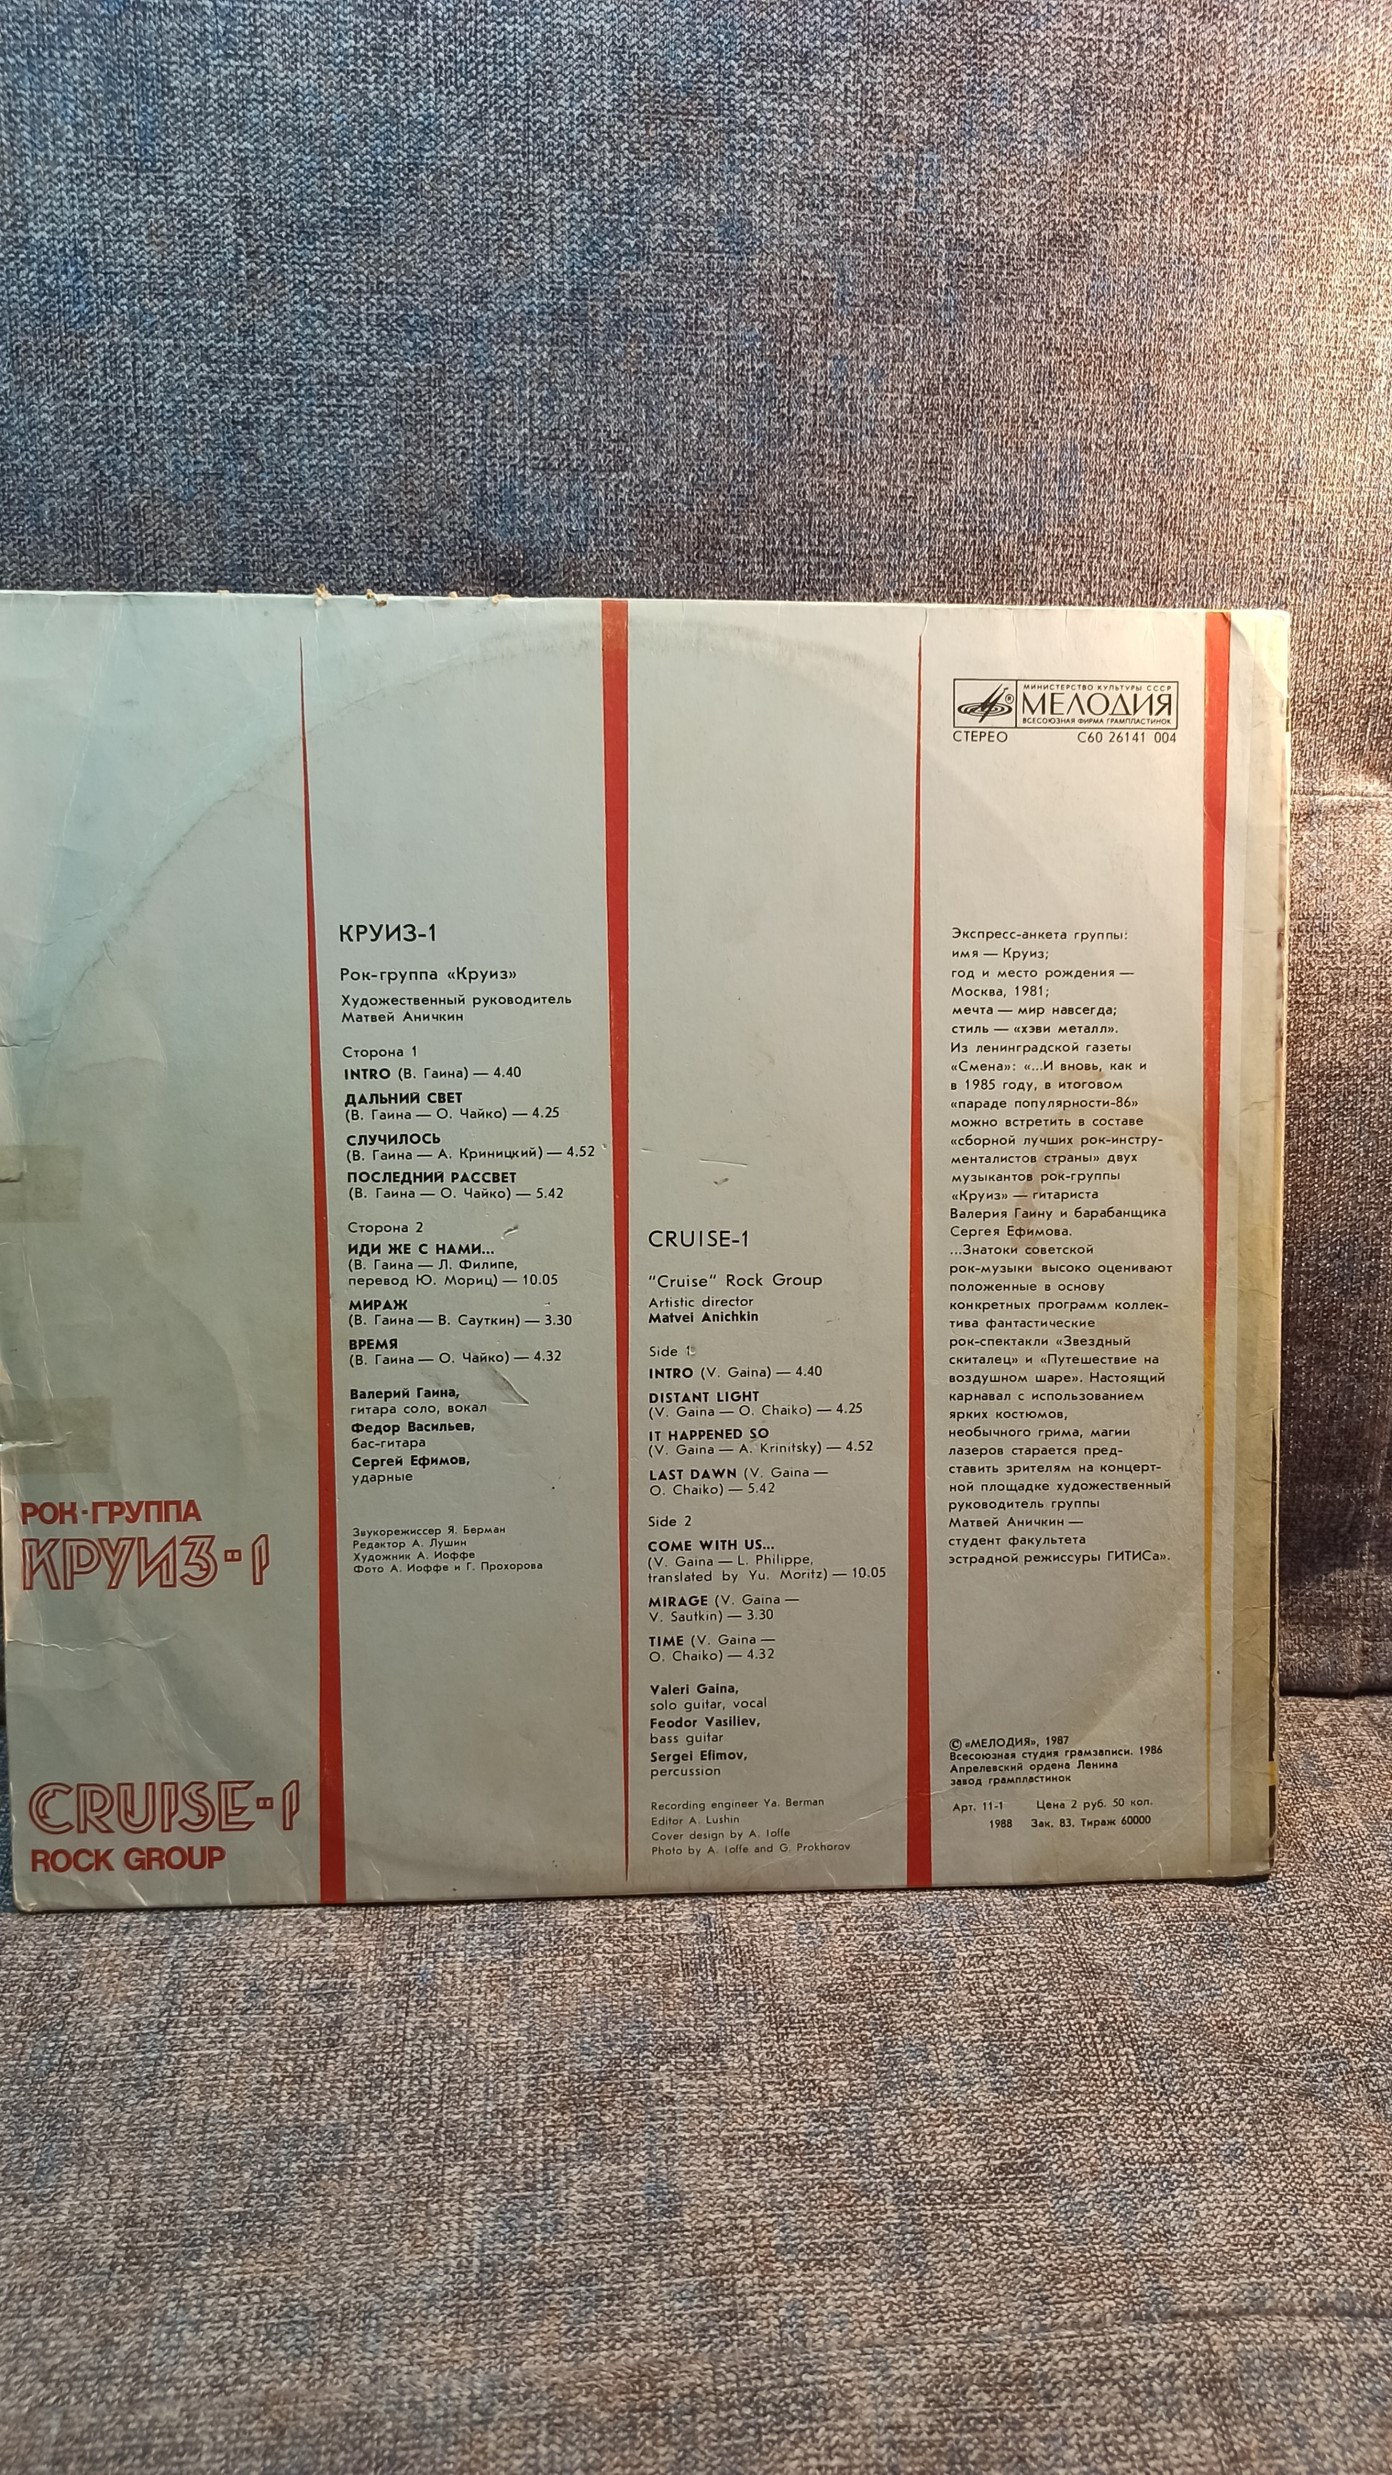 РОК-ГРУППА
КРУИЗ-1
CRUISE-1
ROCK GROUP
КРУИЗ-1
Рок-группа «Круиз»
Художественный руководитель
Матвей Аничкин
Сторона 1
INTRO (В. Гаина) — 4.40
ДАЛЬНИЙ СВЕТ
(В. Гаина — О. Чайко) — 4.25
СЛУЧИЛОСЬ
(В. Гаина — А. Криницкий) — 4.52
ПОСЛЕДНИЙ РАССВЕТ
(В. Гаина — О. Чайко) — 5.42
Сторона 2
ИДИ ЖЕ С НАМИ...
(В. Гаина — Л. Филипе,
перевод Ю. Мориц) — 10.05
МИРАЖ
(В. Гаина — В. Сауткин) — 3.30
ВРЕМЯ
(В. Гаина — О. Чайко) — 4.32
Валерий Гаина,
гитара соло, вокал
Федор Васильев,
бас-гитара
Сергей Ефимов,
ударные
Звукорежиссер Я. Берман
Редактор А. Лушин
Художник А. Иоффе
Фото А. Иоффе и Г. Прохорова
CRUISE-1
"Cruise" Rock Group
Artistic director
Matvei Anichkin
Side 1
INTRO (V. Gaina) — 4.40
DISTANT LIGHT
(V. Gaina — O. Chaiko) — 4.25
IT HAPPENED SO
(V. Gaina — A. Krinitsky) — 4.52
LAST DAWN (V. Gaina —
O. Chaiko) — 5.42
Side 2
COME WITH US...
(V. Gaina — L. Philippe,
translated by Yu. Moritz) — 10.05
MIRAGE (V. Gaina —
V. Sautkin) — 3.30
TIME (V. Gaina —
O. Chaiko) — 4.32
Valeri Gaina,
solo guitar, vocal
Feodor Vasiliev,
bass guitar
Sergei Efimov,
percussion
Recording engineer Ya. Berman
Editor A. Lushin
Cover design by A. Ioffe
Photo by A. Ioffe and G. Prokhorov
МИНИСТЕРСТВО КУЛЬТУРЫ СССР
® МЕЛОДИЯ
ВСЕСОЮЗНАЯ ФИРМА ГРАМПЛАСТИНОК
СТЕРЕО С60 26141 004
Экспресс-анкета группы:
имя — Круиз;
год и место рождения —
Москва, 1981;
мечта — мир навсегда;
стиль — «хэви металл».
Из ленинградской газеты
«Смена»: «...И вновь, как и
в 1985 году, в итоговом
«параде популярности-86»
можно встретить в составе
«сборной лучших рок-инстру-
менталистов страны» двух
музыкантов рок-группы
«Круиз» — гитариста
Валерия Гаину и барабанщика
Сергея Ефимова.
...Знатоки советской
рок-музыки высоко оценивают
положенные в основу
конкретных программ коллек-
тива фантастические
рок-спектакли «Звездный
скиталец» и «Путешествие на
воздушном шаре». Настоящий
карнавал с использованием
ярких костюмов,
необычного грима, магии
лазеров старается пред-
ставить зрителям на концерт-
ной площадке художественный
руководитель группы
Матвей Аничкин —
студент факультета
эстрадной режиссуры ГИТИСа».
© «МЕЛОДИЯ», 1987
Всесоюзная студия грамзаписи. 1986
Апрелевский ордена Ленина
завод грампластинок
Арт. 11-1 Цена 2 руб. 50 коп.
1988 Зак. 83. Тираж 60000